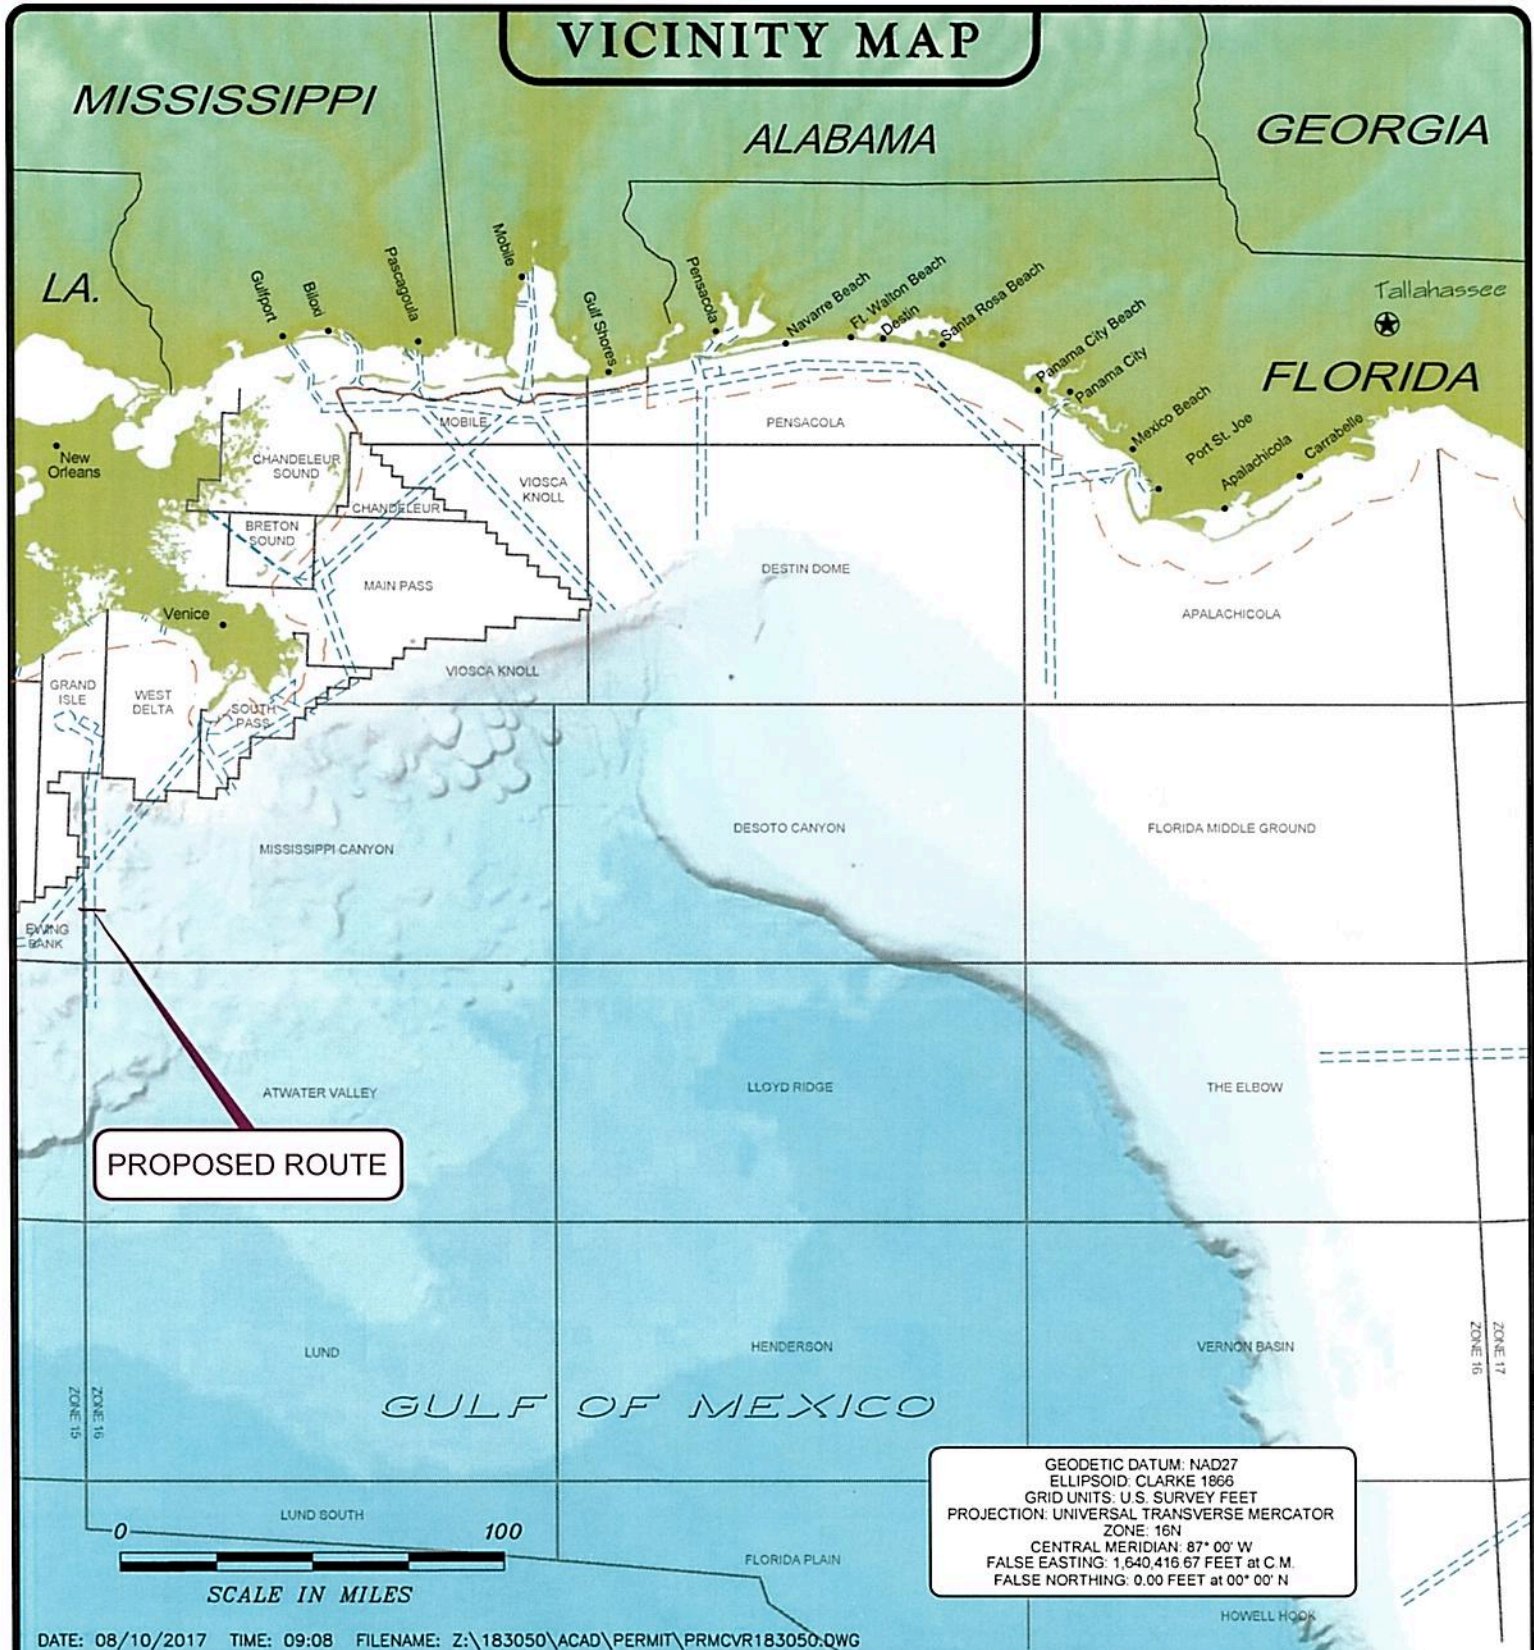 VICINITY MAP
MISSISSIPPI
ALABAMA
GEORGIA
LA.
Gulfport
Biloxi
Pascagoula
Mobile
Gulf Shores
Pensacola
Navarre Beach
Ft. Walton Beach
Destin
Santa Rosa Beach
Panama City Beach
Panama City
Mexico Beach
Port St. Joe
Apalachicola
Carrabelle
Tallahassee
FLORIDA
New
Orleans
MOBILE
PENSACOLA
CHANDELEUR
SOUND
VIOSCA
KNOLL
CHANDELEUR
BRETON
SOUND
MAIN PASS
DESTIN DOME
APALACHICOLA
Venice
VIOSCA KNOLL
GRAND
ISLE
WEST
DELTA
SOUTH
PASS
MISSISSIPPI CANYON
DESOTO CANYON
FLORIDA MIDDLE GROUND
EWING
BANK
ATWATER VALLEY
LLOYD RIDGE
THE ELBOW
PROPOSED ROUTE
LUND
HENDERSON
VERNON BASIN
ZONE 15
ZONE 16
ZONE 16
ZONE 17
GULF OF MEXICO
GEODETIC DATUM: NAD27
ELLIPSOID: CLARKE 1866
GRID UNITS: U.S. SURVEY FEET
PROJECTION: UNIVERSAL TRANSVERSE MERCATOR
ZONE: 16N
CENTRAL MERIDIAN: 87° 00' W
FALSE EASTING: 1,640,416.67 FEET at C.M.
FALSE NORTHING: 0.00 FEET at 00° 00' N
LUND SOUTH
0 100
SCALE IN MILES
FLORIDA PLAIN
HOWELL HOOK
DATE: 08/10/2017 TIME: 09:08 FILENAME: Z:\183050\ACAD\PERMIT\PRMCVR183050.DWG